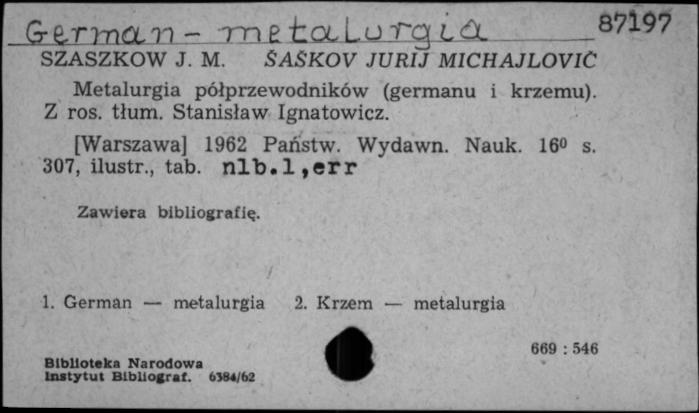 German - metalurgia 87197
SZASZKOW J. M. ŠAŠKOV JURIJ MICHAJLOVIČ
Metalurgia półprzewodników (germanu i krzemu).
Z ros. tłum. Stanisław Ignatowicz.
[Warszawa] 1962 Państw. Wydawn. Nauk. 16⁰ s.
307, ilustr., tab. nlb.1,err
Zawiera bibliografię.
1. German — metalurgia 2. Krzem — metalurgia
669 : 546
Biblioteka Narodowa
Instytut Bibliograf. 6384/62